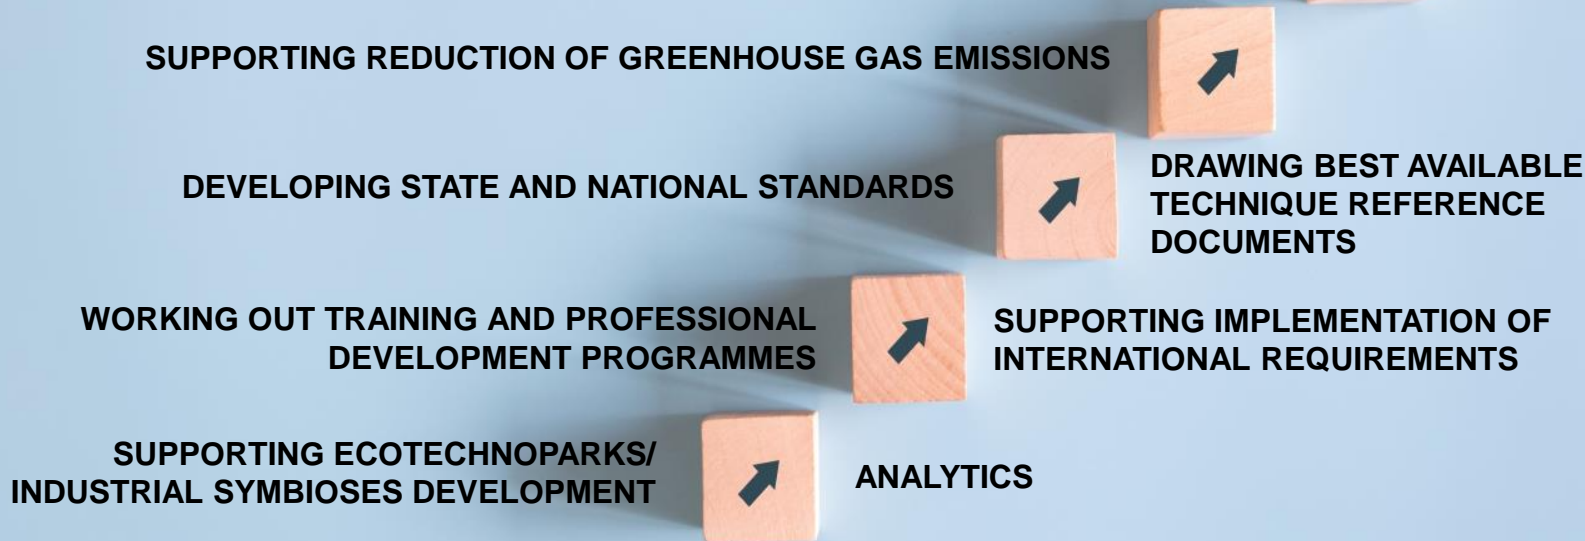 SUPPORTING REDUCTION OF GREENHOUSE GAS EMISSIONS
DEVELOPING STATE AND NATIONAL STANDARDS
DRAWING BEST AVAILABLE
TECHNIQUE REFERENCE
DOCUMENTS
WORKING OUT TRAINING AND PROFESSIONAL
DEVELOPMENT PROGRAMMES
SUPPORTING IMPLEMENTATION OF
INTERNATIONAL REQUIREMENTS
SUPPORTING ECOTECHNOPARKS/
INDUSTRIAL SYMBIOSES DEVELOPMENT
ANALYTICS